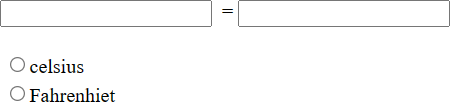 =
celsius
Fahrenhiet